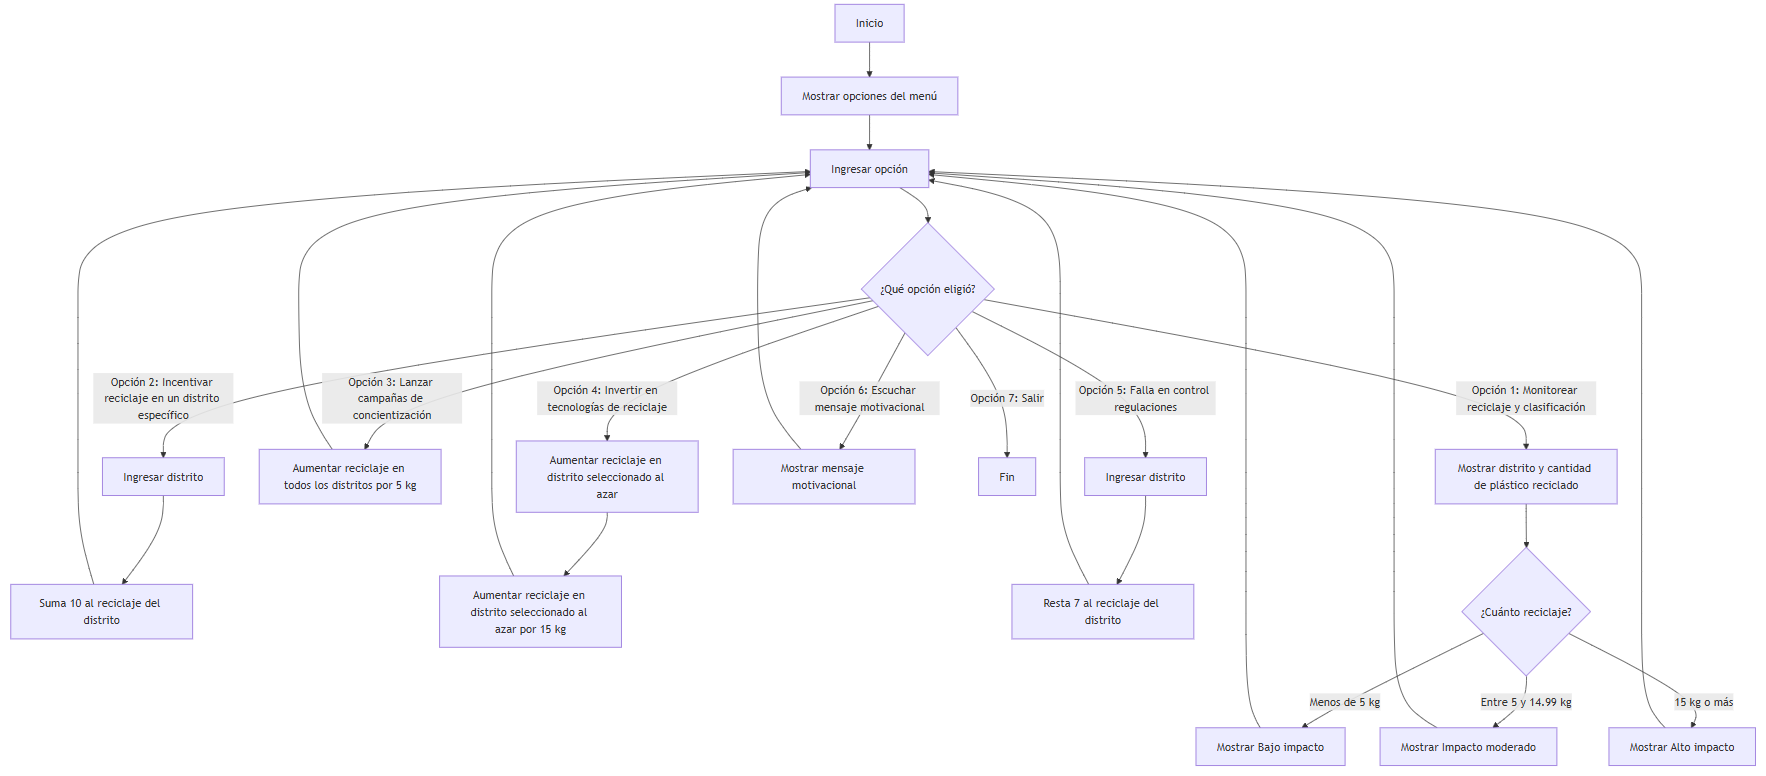 Inicio
Mostrar opciones del menú
Ingresar opción
¿Qué opción eligió?
Opción 2: Incentivar
reciclaje en un distrito
específico
Opción 3: Lanzar
campañas de
concientización
Opción 4: Invertir en
tecnologías de reciclaje
Opción 6: Escuchar
mensaje motivacional
Opción 7: Salir
Opción 5: Falla en control
regulaciones
Opción 1: Monitorear
reciclaje y clasificación
Ingresar distrito
Aumentar reciclaje en
todos los distritos por 5 kg
Aumentar reciclaje en
distrito seleccionado al
azar
Mostrar mensaje
motivacional
Fin
Ingresar distrito
Mostrar distrito y cantidad
de plástico reciclado
Suma 10 al reciclaje del
distrito
Aumentar reciclaje en
distrito seleccionado al
azar por 15 kg
Resta 7 al reciclaje del
distrito
¿Cuánto reciclaje?
Menos de 5 kg
Entre 5 y 14.99 kg
15 kg o más
Mostrar Bajo impacto
Mostrar Impacto moderado
Mostrar Alto impacto